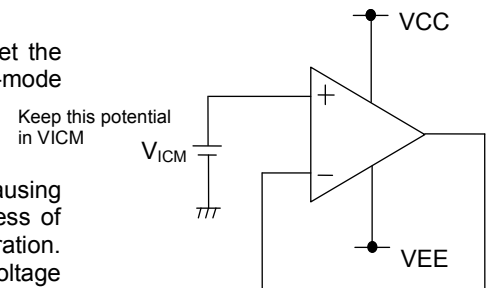 et the
-mode
ausing
ess of
ration.
oltage
Keep this potential
in VICM
VICM
VCC
+
−
VEE